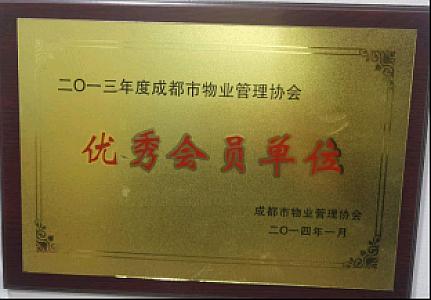 二〇一三年度成都市物业管理协会
优秀会员单位
成都市物业管理协会
二〇一四年一月